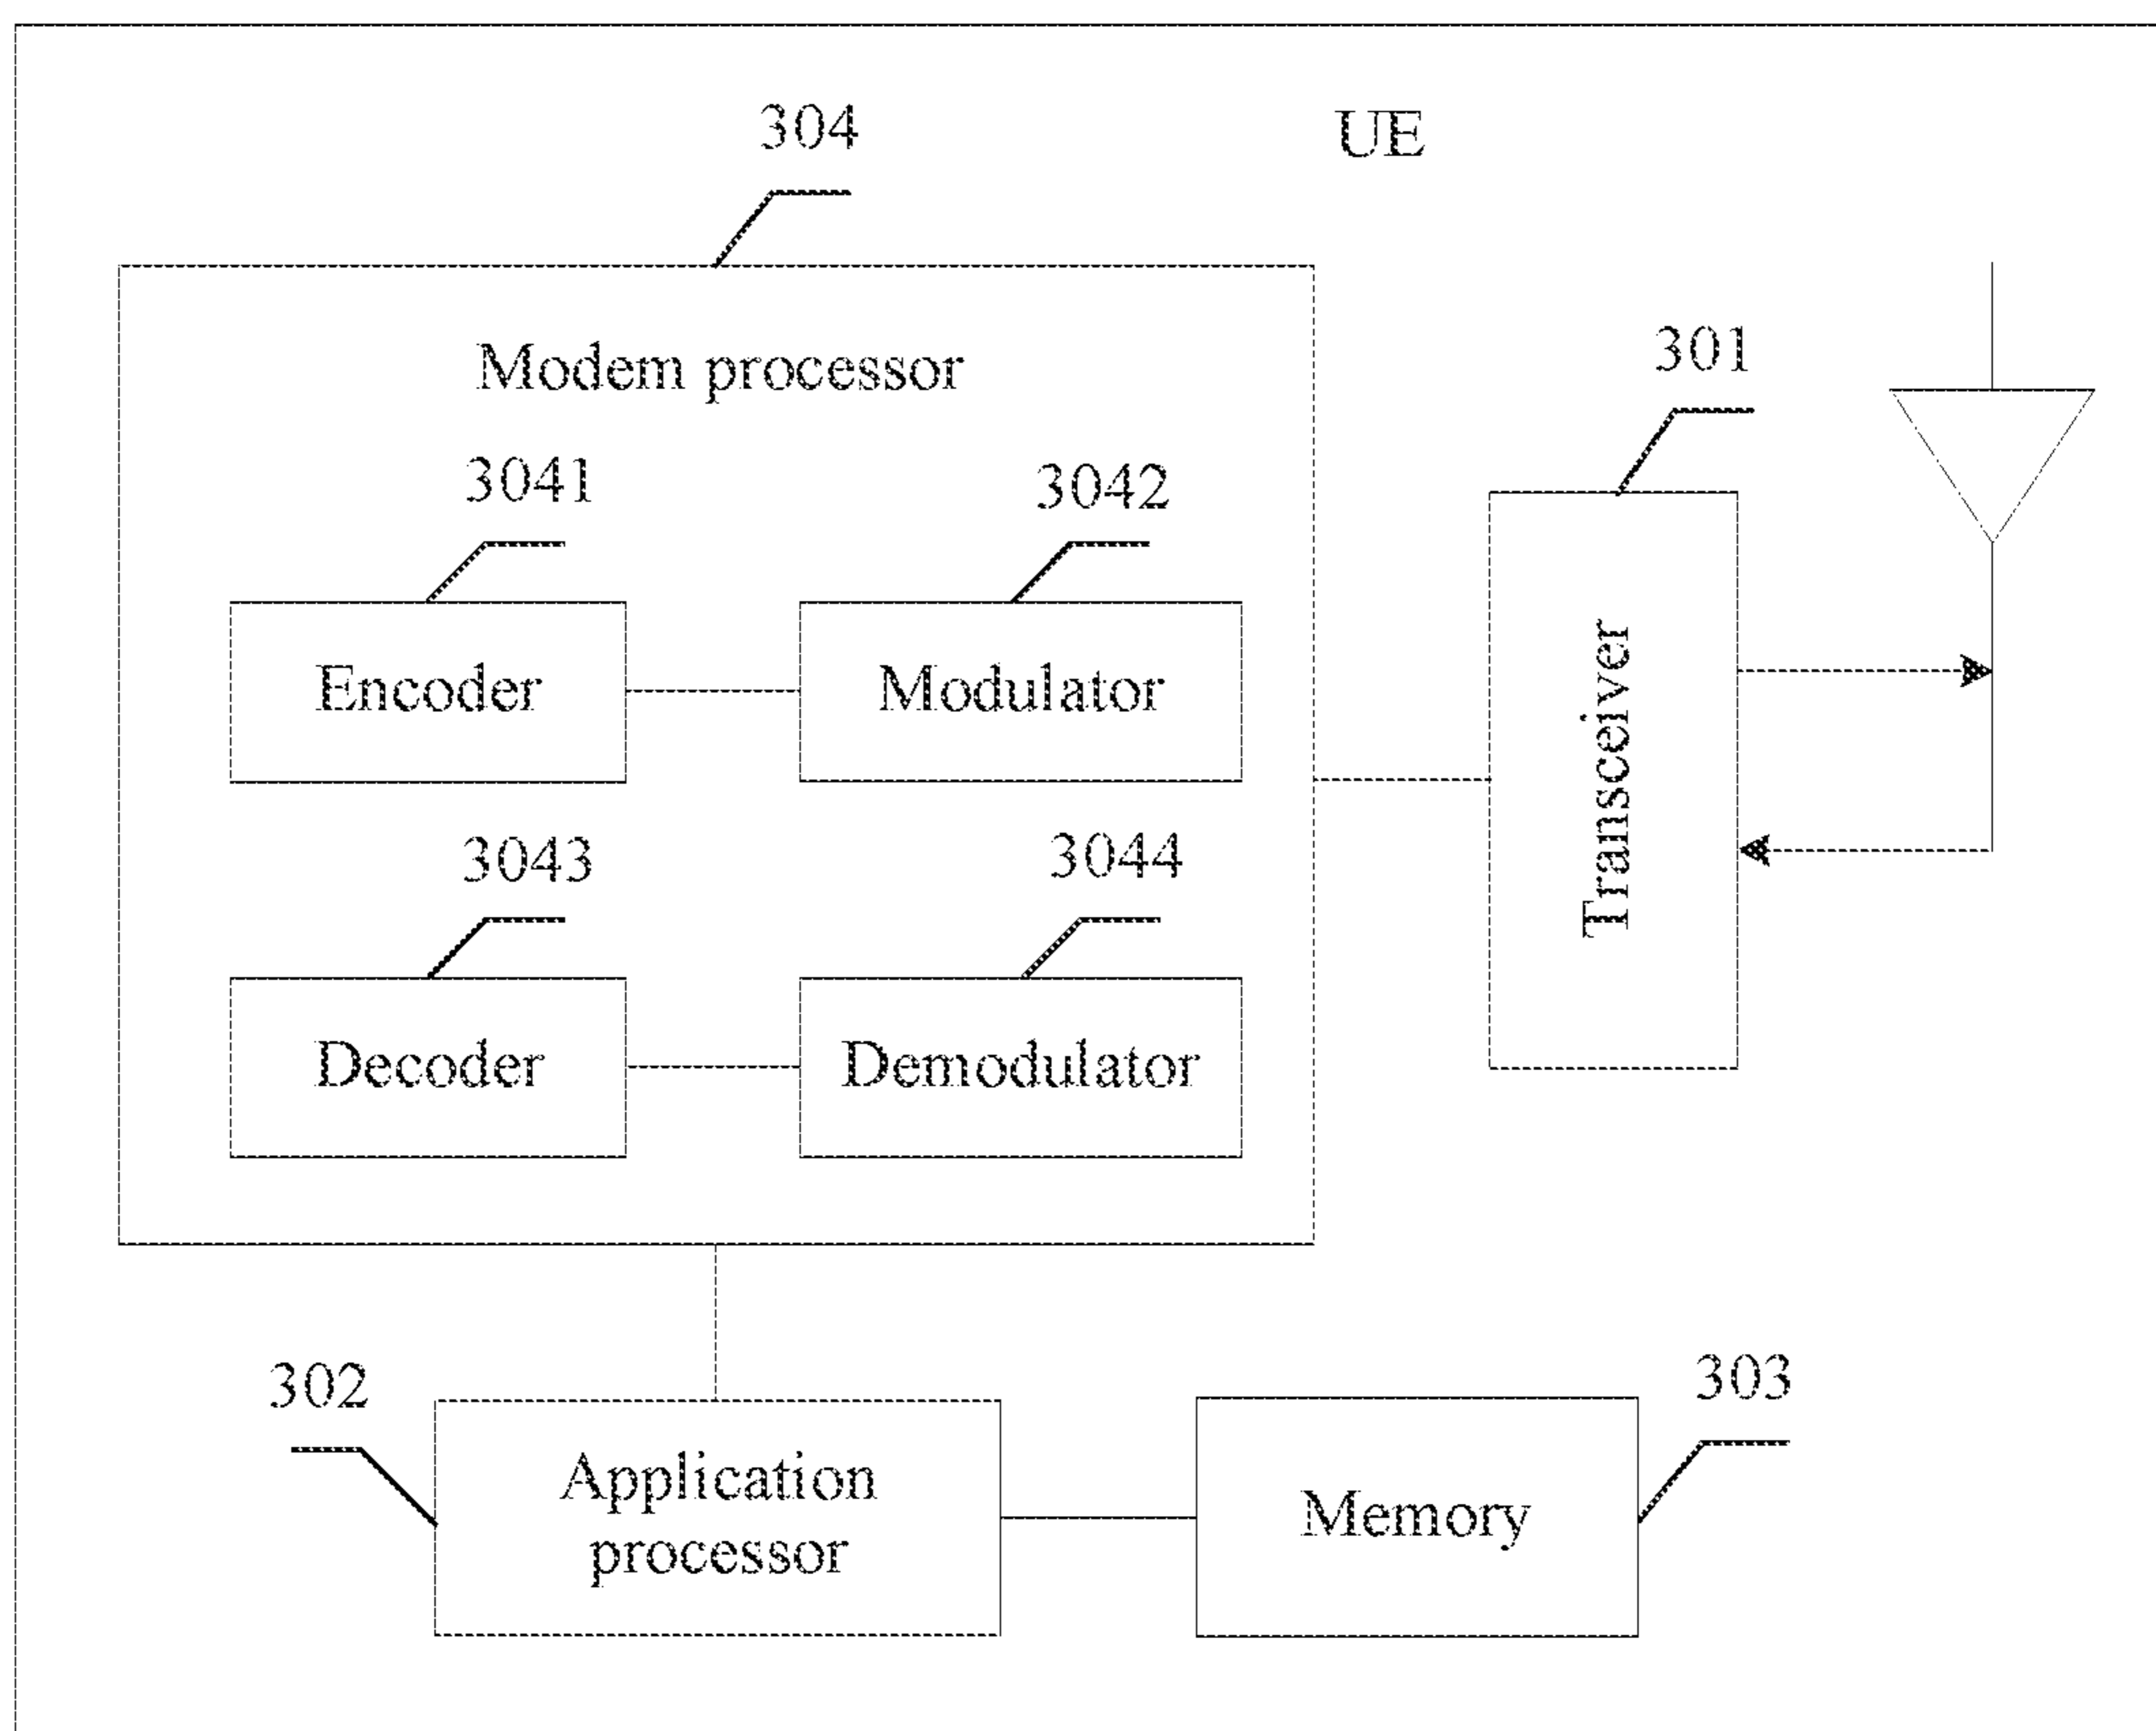 304
UE
Modem processor
301
3041
3042
Encoder
Modulator
Transceiver
3043
3044
Decoder
Demodulator
302
303
Application
processor
Memory